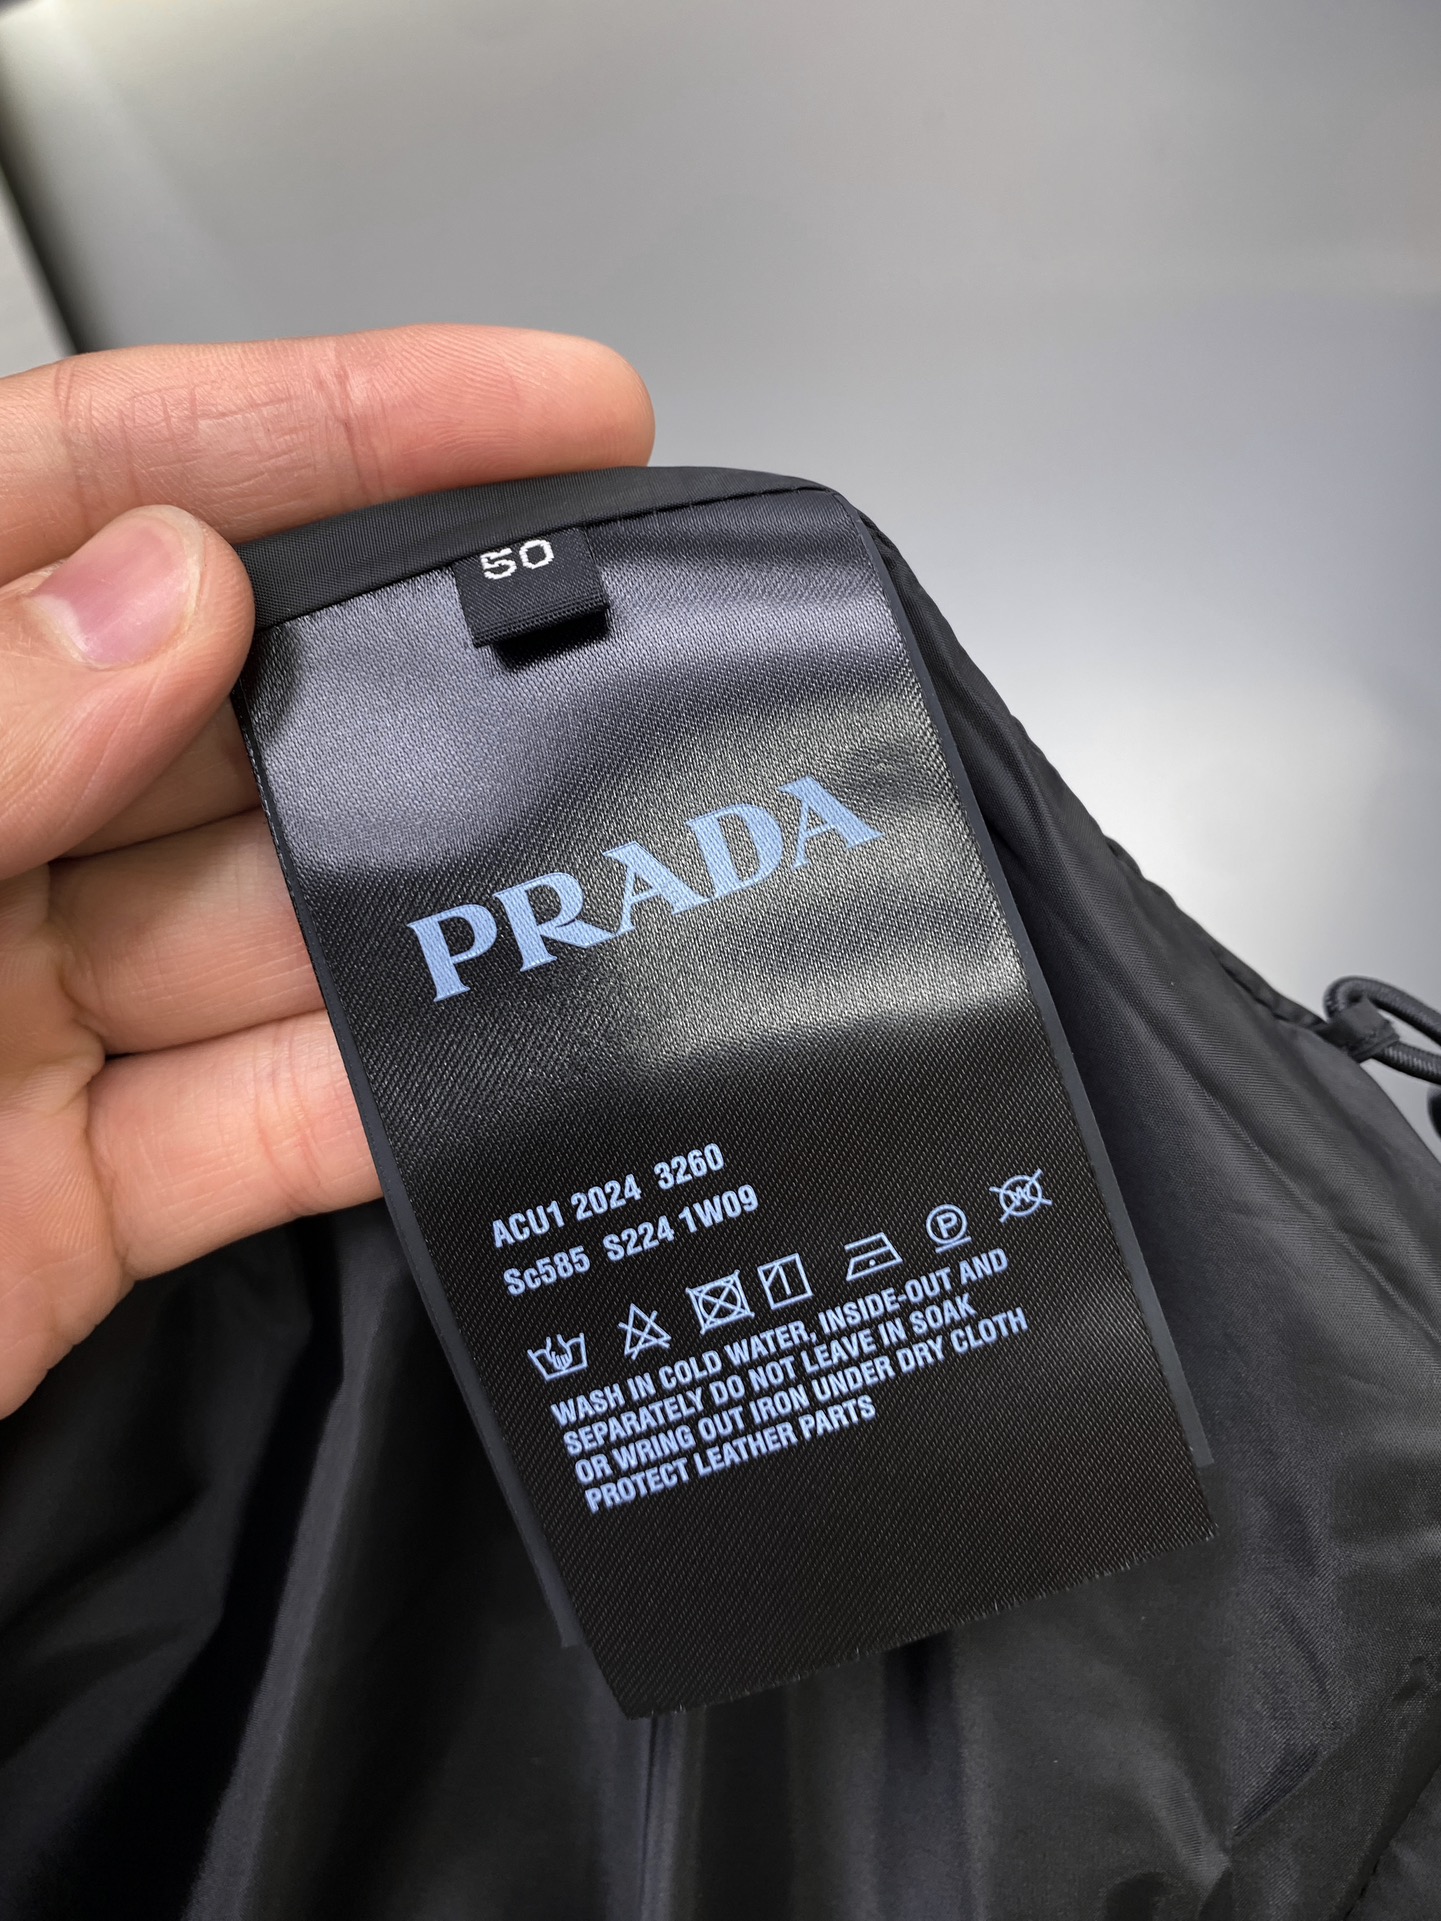 50
PRADA
ACU1 2024 3260
Sc585 S224 1W09
1 P W
WASH IN COLD WATER, INSIDE-OUT AND
SEPARATELY DO NOT LEAVE IN SOAK
OR WRING OUT IRON UNDER DRY CLOTH
PROTECT LEATHER PARTS